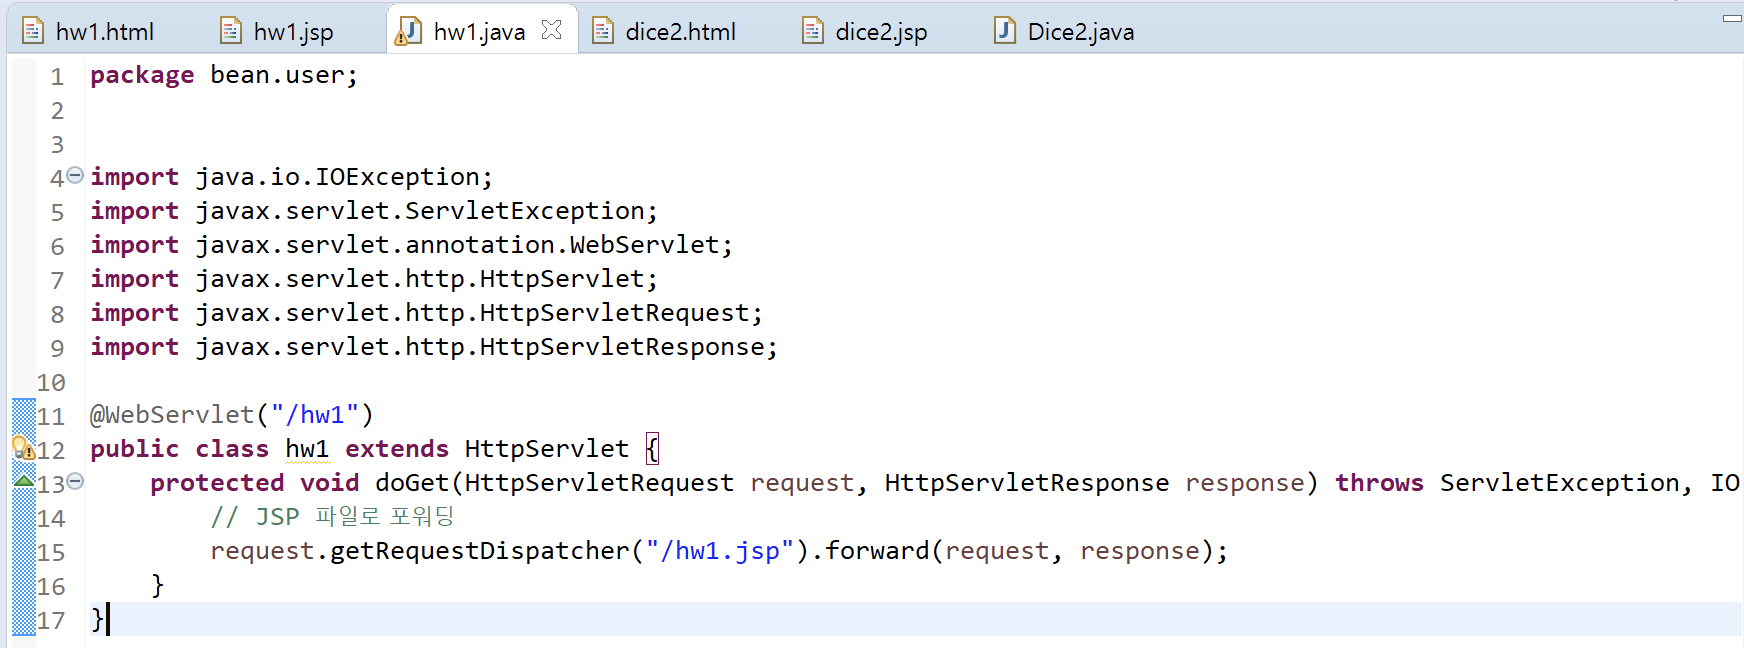 hw1.html hw1.jsp hw1.java dice2.html dice2.jsp Dice2.java
1 package bean.user;
2
3
4 import java.io.IOException;
5 import javax.servlet.ServletException;
6 import javax.servlet.annotation.WebServlet;
7 import javax.servlet.http.HttpServlet;
8 import javax.servlet.http.HttpServletRequest;
9 import javax.servlet.http.HttpServletResponse;
10
11 @WebServlet("/hw1")
12 public class hw1 extends HttpServlet {
13     protected void doGet(HttpServletRequest request, HttpServletResponse response) throws ServletException, IO
14         // JSP 파일로 포워딩
15         request.getRequestDispatcher("/hw1.jsp").forward(request, response);
16     }
17 }